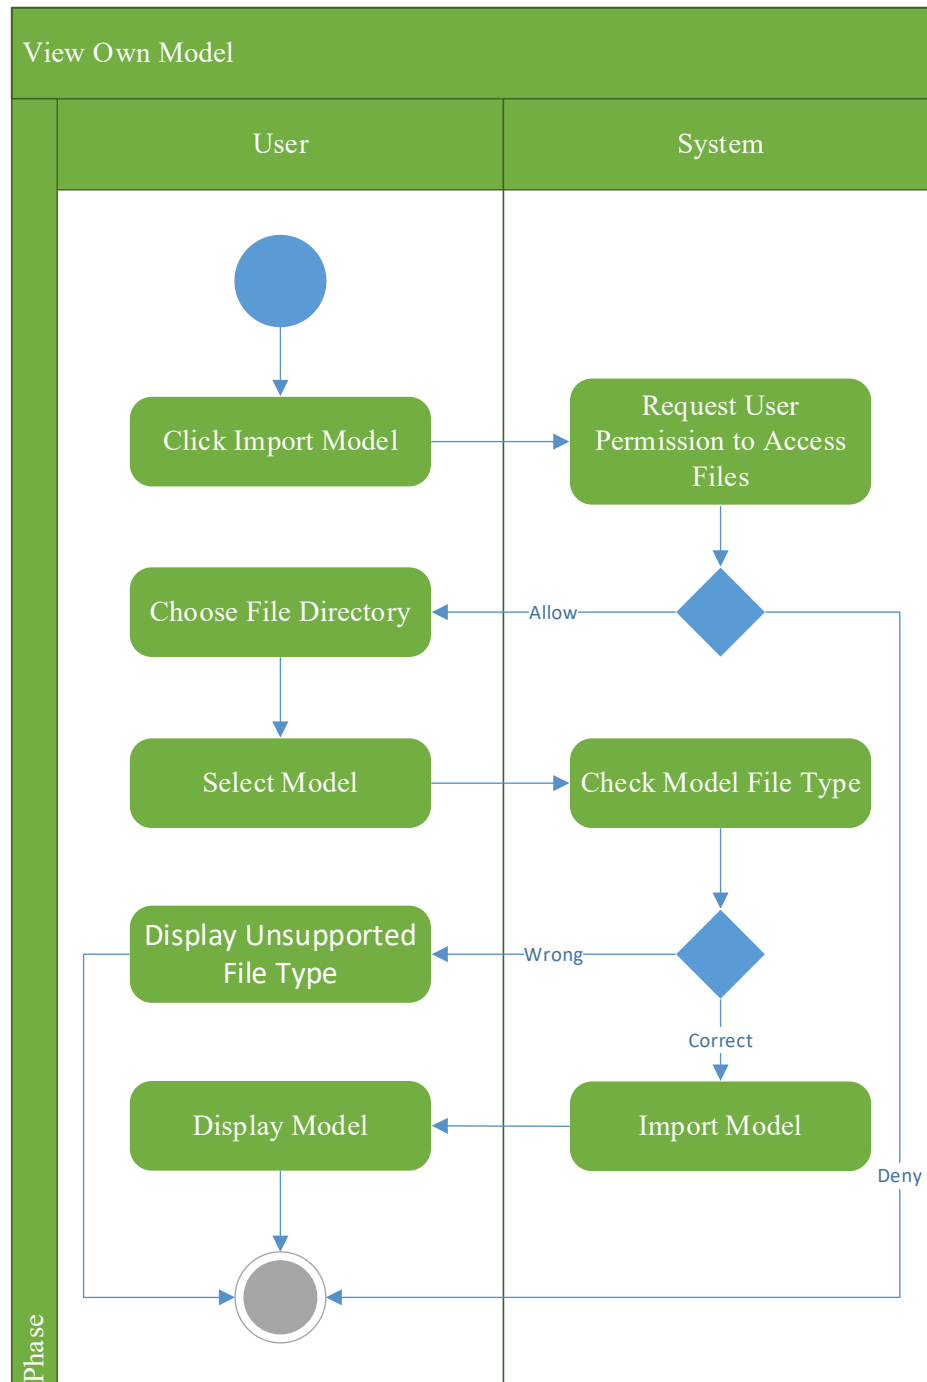 View Own Model
User
System
Click Import Model
Request User
Permission to Access
Files
Choose File Directory
Allow
Select Model
Check Model File Type
Display Unsupported
File Type
Wrong
Correct
Display Model
Import Model
Deny
Phase